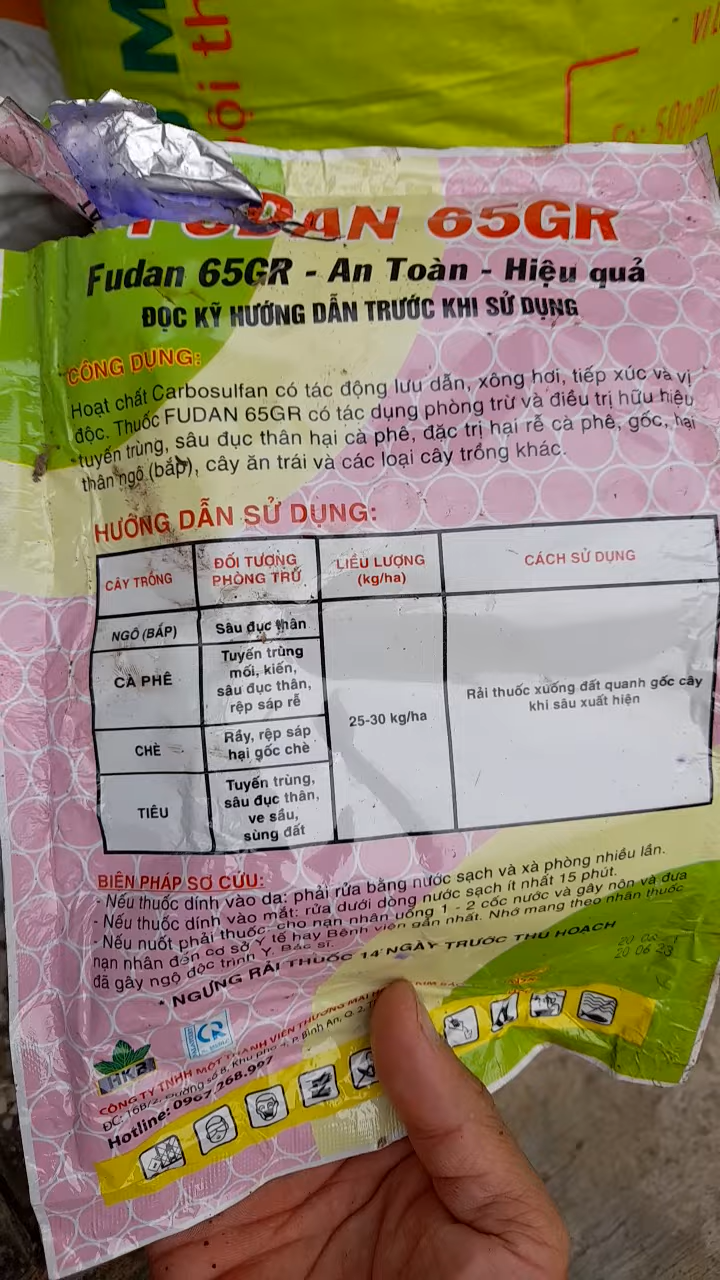 FUDAN 65GR
Fudan 65GR - An Toàn - Hiệu quả
ĐỌC KỸ HƯỚNG DẪN TRƯỚC KHI SỬ DỤNG
CÔNG DỤNG:
Hoạt chất Carbosulfan có tác động lưu dẫn, xông hơi, tiếp xúc và vị
độc. Thuốc FUDAN 65GR có tác dụng phòng trừ và điều trị hữu hiệu
tuyến trùng, sâu đục thân hại cà phê, đặc trị hại rễ cà phê, gốc, hại
thân ngô (bắp), cây ăn trái và các loại cây trồng khác.
HƯỚNG DẪN SỬ DỤNG:
CÂY TRỒNG
ĐỐI TƯỢNG
PHÒNG TRỪ
LIỀU LƯỢNG
(kg/ha)
CÁCH SỬ DỤNG
NGÔ (BẮP)
Sâu đục thân
CÀ PHÊ
Tuyến trùng
mối, kiến,
sâu đục thân,
rệp sáp rễ
CHÈ
Rầy, rệp sáp
hại gốc chè
TIÊU
Tuyến trùng,
sâu đục thân,
ve sầu,
sùng đất
25-30 kg/ha
Rải thuốc xuống đất quanh gốc cây
khi sâu xuất hiện
BIỆN PHÁP SƠ CỨU:
- Nếu thuốc dính vào da: phải rửa bằng nước sạch và xà phòng nhiều lần.
- Nếu thuốc dính vào mắt: rửa dưới dòng nước sạch ít nhất 15 phút.
- Nếu nuốt phải thuốc: cho nạn nhân uống 1 - 2 cốc nước và gây nôn và đưa
nạn nhân đến cơ sở Y tế hay Bệnh viện gần nhất. Nhớ mang theo nhãn thuốc
đã gây ngộ độc trình Y, Bác sĩ.
* NGƯNG RẢI THUỐC 14 NGÀY TRƯỚC THU HOẠCH
20 06 23
CR
HKB
CÔNG TY TNHH MỘT THÀNH VIÊN THƯƠNG MẠI
ĐC: 16B/2, Đường số 8, Khu phố 4, P. Bình An, Q. 2,
Hotline: 0967.268.997
50ppm